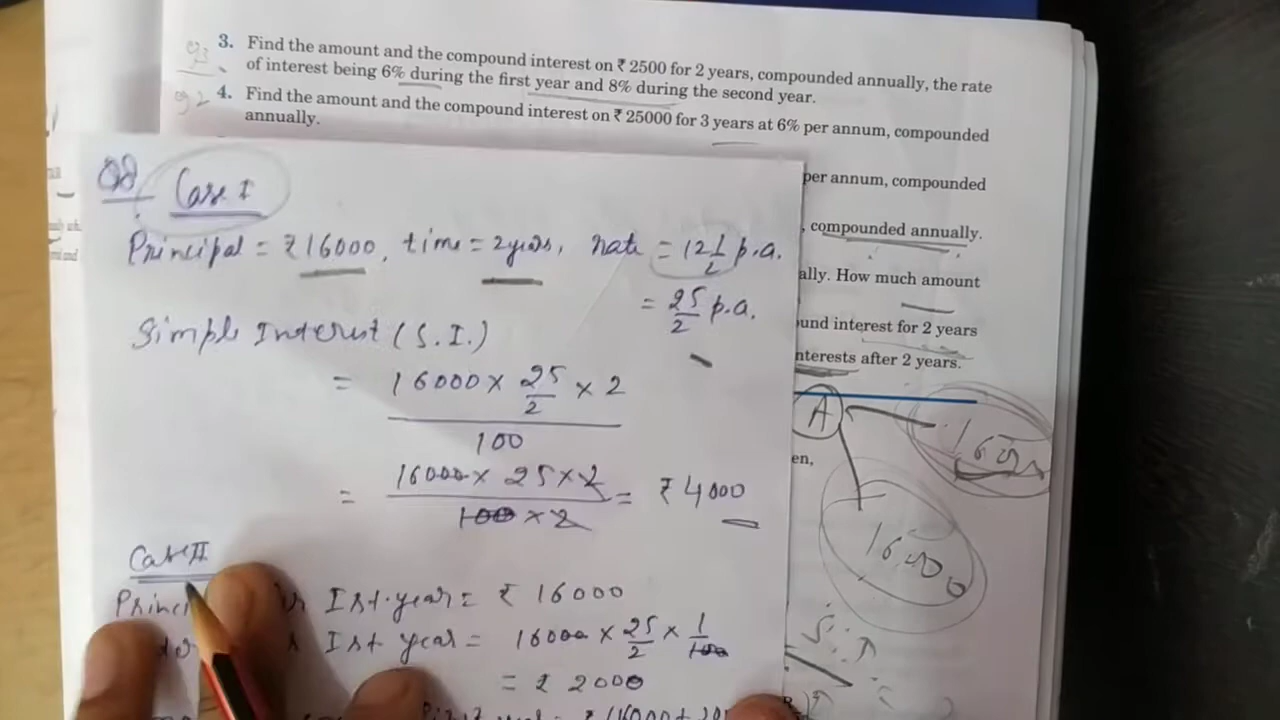 3. Find the amount and the compound interest on ₹ 2500 for 2 years, compounded annually, the rate
of interest being 6% during the first year and 8% during the second year.
4. Find the amount and the compound interest on ₹ 25000 for 3 years at 6% per annum, compounded
annually.
per annum, compounded
, compounded annually.
ally. How much amount
und interest for 2 years
nterests after 2 years.
en,
Q8 Case I
Principal = ₹16000, time = 2years, rate = 12 1/2 p.a.
= 25/2 p.a.
Simple Interest (S.I.)
= 16000 × 25/2 × 2
100
= 16000 × 25 × 2 = ₹ 4000
100 × 2
Case II
Princi Ist year = ₹ 16000
Ist year = 16000 × 25/2 × 1/100
= ₹ 2000
A
16000
S.I